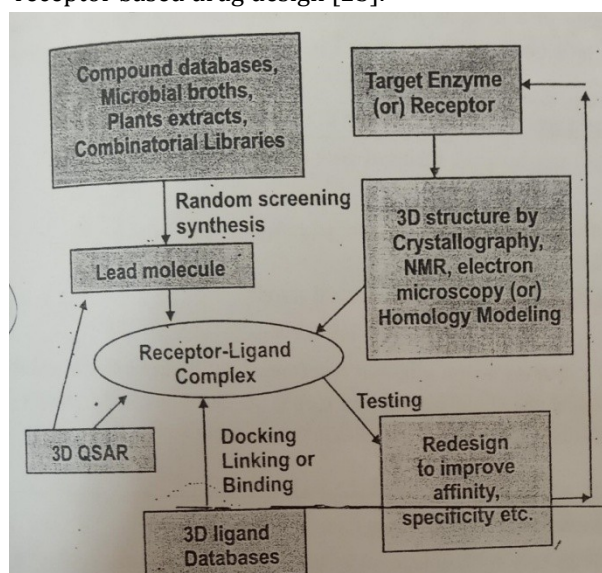 receptor-based drug design [28].
Compound databases,
Microbial broths,
Plants extracts,
Combinatorial Libraries
Target Enzyme
(or) Receptor
Random screening
synthesis
3D structure by
Crystallography,
NMR, electron
microscopy (or)
Homology Modeling
Lead molecule
Receptor-Ligand
Complex
Testing
3D QSAR
Docking
Linking or
Binding
Redesign
to improve
affinity,
specificity etc.
3D ligand
Databases